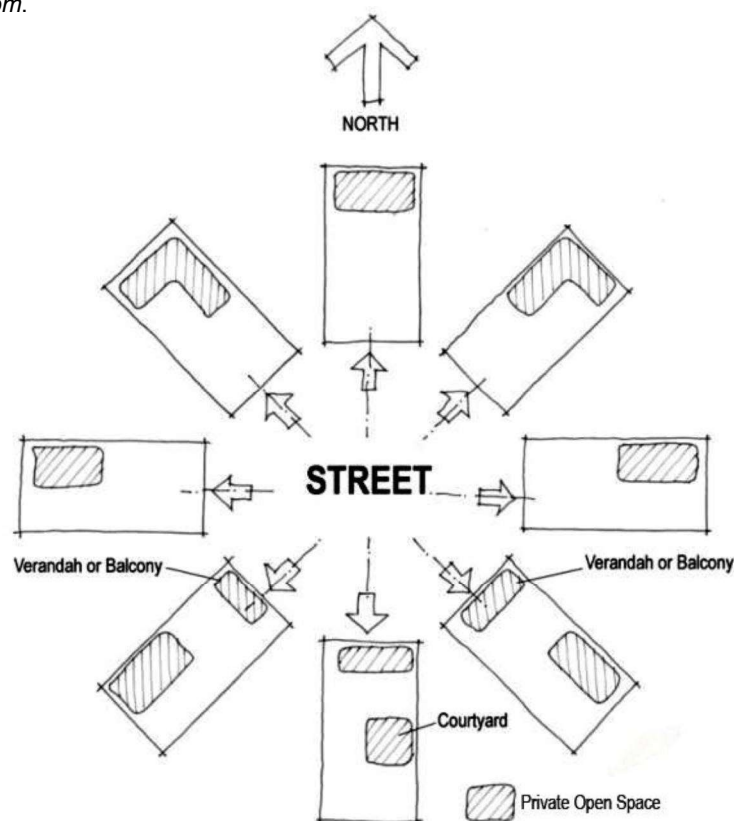 om.
NORTH
STREET
Verandah or Balcony
Verandah or Balcony
Courtyard
Private Open Space